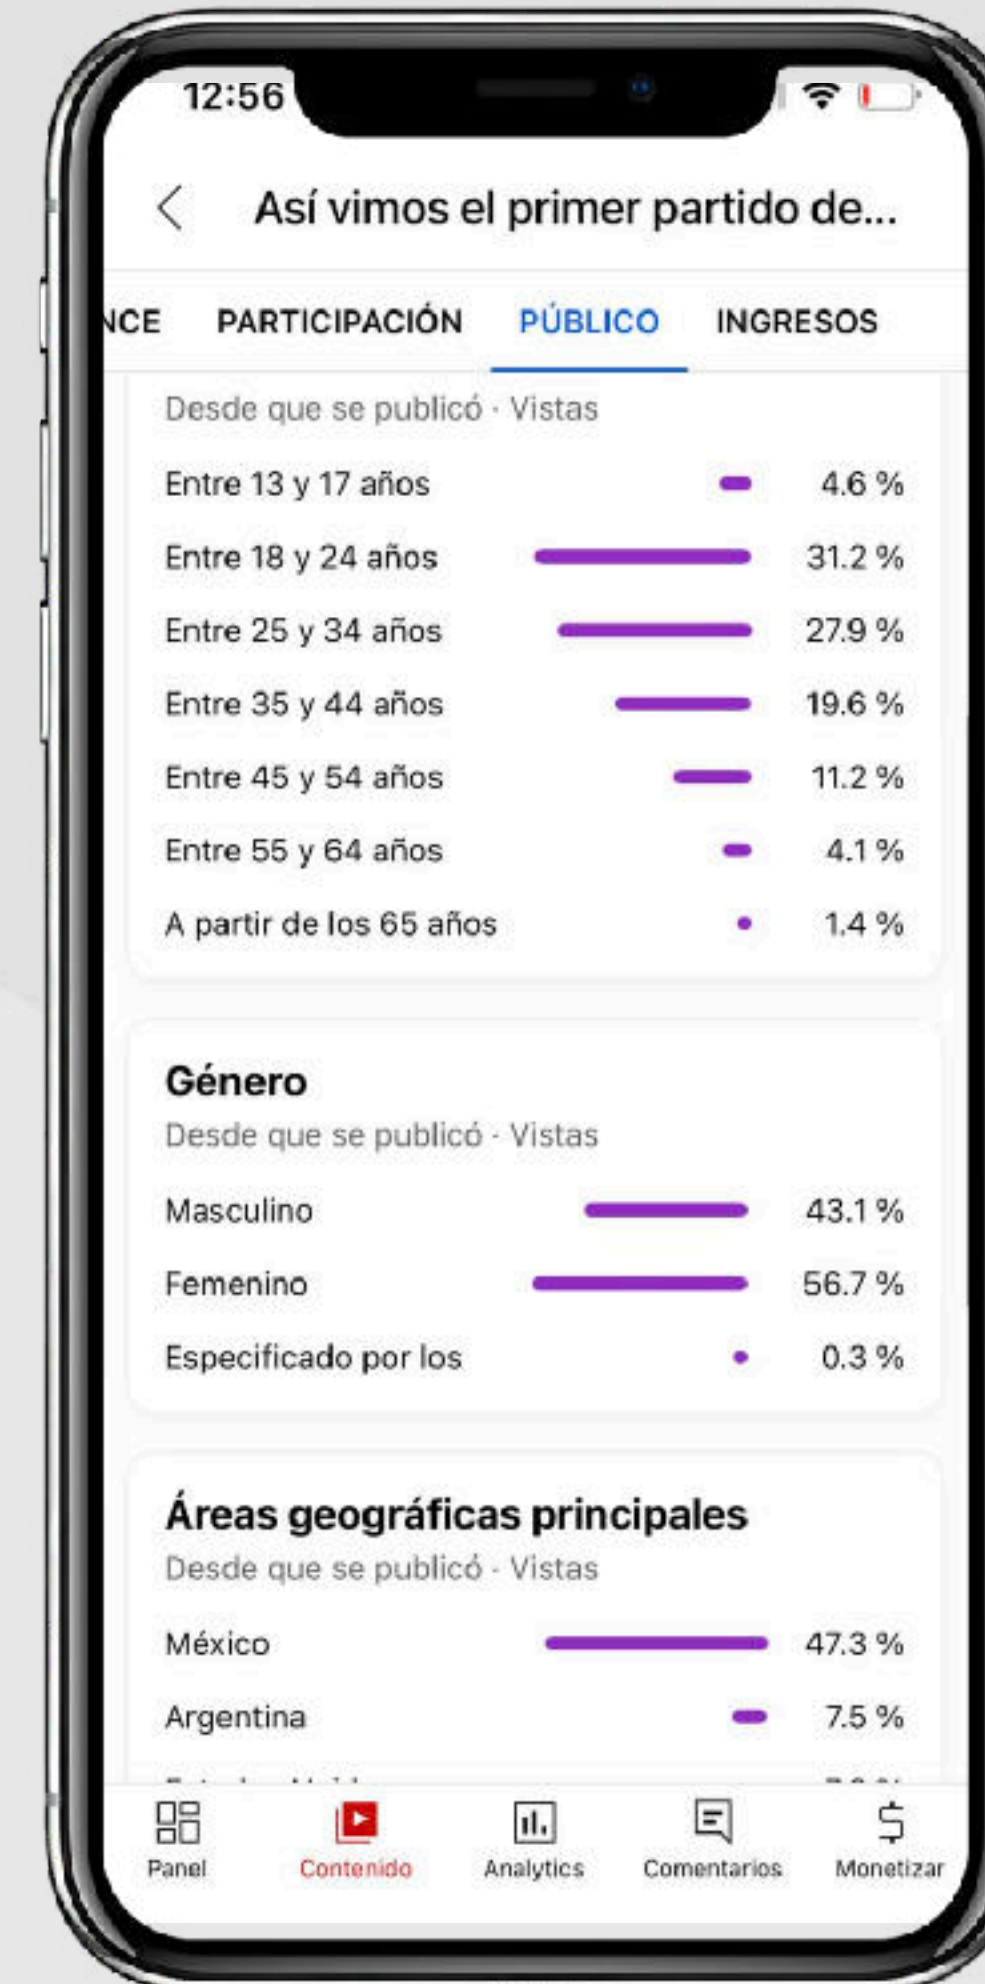 12:56
Así vimos el primer partido de...
NCE PARTICIPACIÓN PÚBLICO INGRESOS
Desde que se publicó · Vistas
Entre 13 y 17 años 4.6 %
Entre 18 y 24 años 31.2 %
Entre 25 y 34 años 27.9 %
Entre 35 y 44 años 19.6 %
Entre 45 y 54 años 11.2 %
Entre 55 y 64 años 4.1 %
A partir de los 65 años 1.4 %
Género
Desde que se publicó · Vistas
Masculino 43.1 %
Femenino 56.7 %
Especificado por los 0.3 %
Áreas geográficas principales
Desde que se publicó · Vistas
México 47.3 %
Argentina 7.5 %
Panel Contenido Analytics Comentarios Monetizar